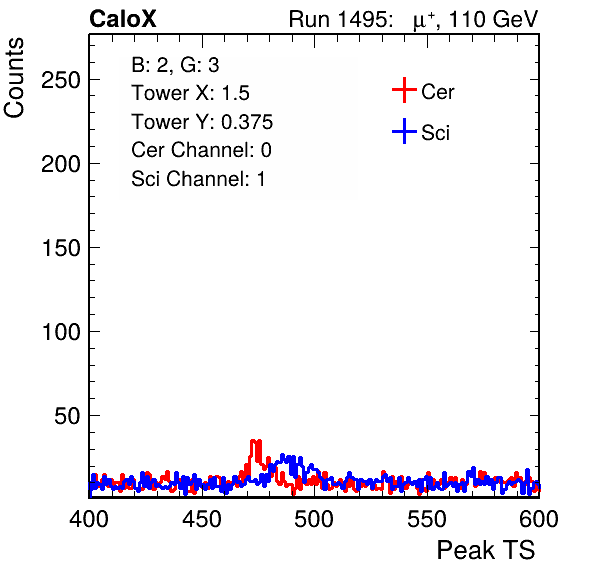 CaloX Run 1495: μ⁺, 110 GeV
Counts
B: 2, G: 3
Tower X: 1.5
Tower Y: 0.375
Cer Channel: 0
Sci Channel: 1
Cer
Sci
250
200
150
100
50
400 450 500 550 600
Peak TS